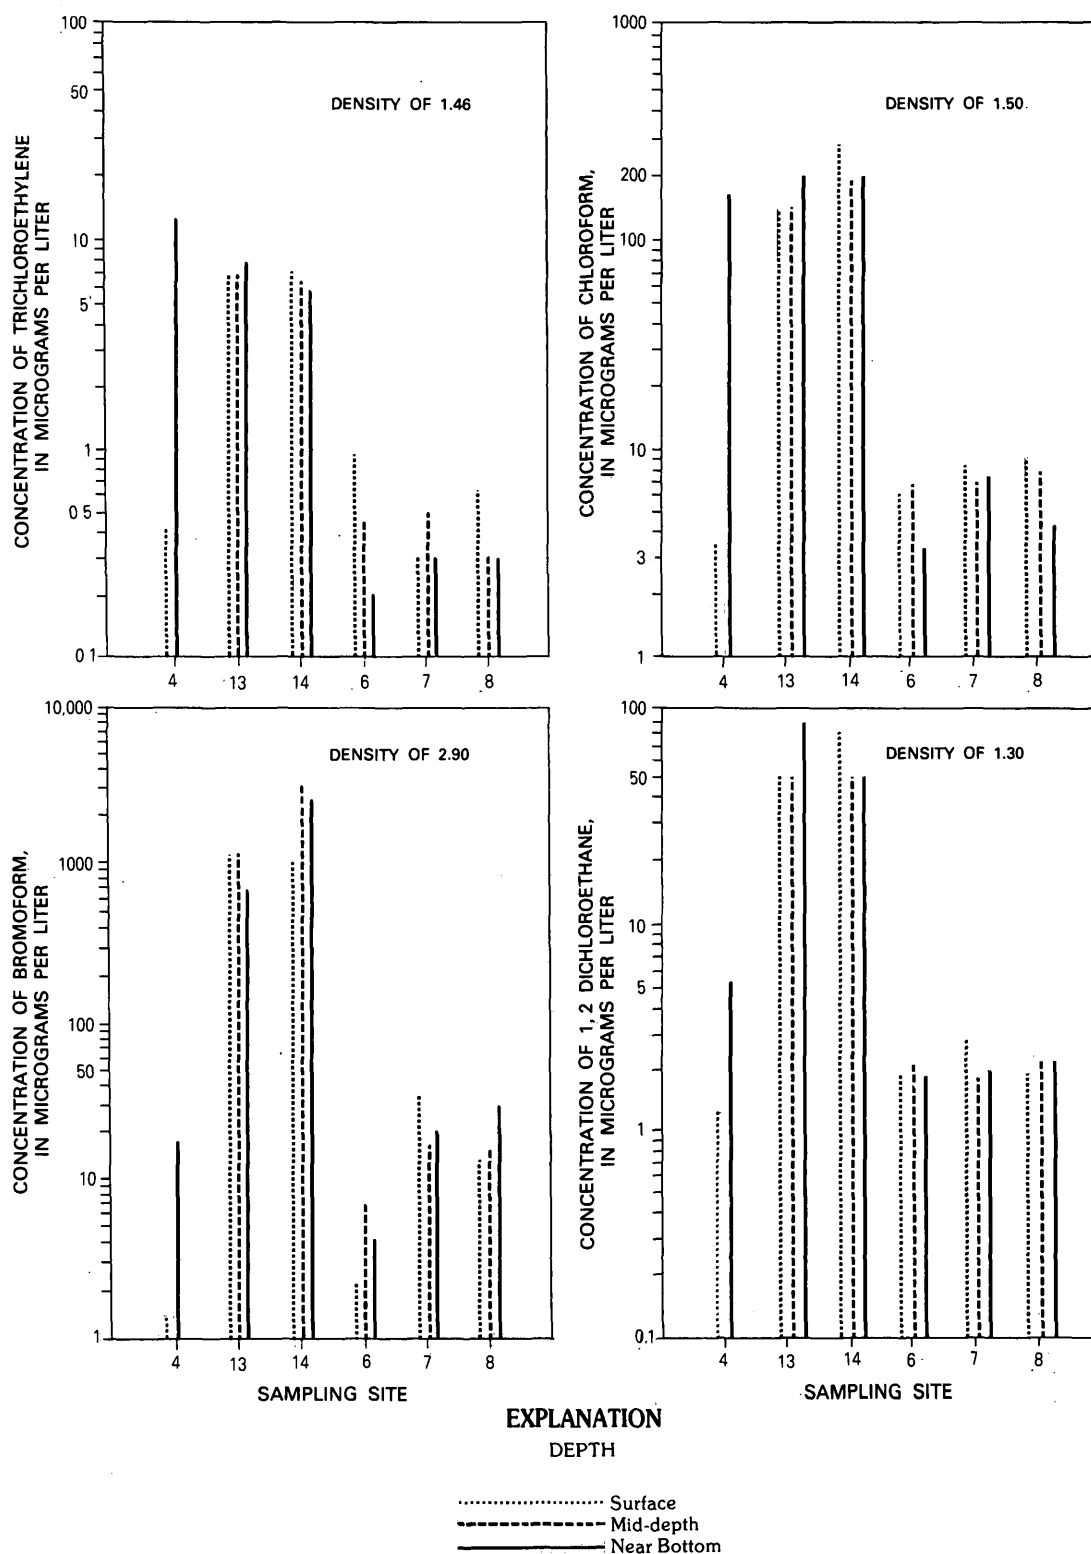 CONCENTRATION OF TRICHLOROETHYLENE
IN MICROGRAMS PER LITER
100
50
10
5
1
0 5
0 1
DENSITY OF 1.46
4 13 14 6 7 8
CONCENTRATION OF CHLOROFORM,
IN MICROGRAMS PER LITER
1000
200
100
10
3
1
DENSITY OF 1.50
4 13 14 6 7 8
CONCENTRATION OF BROMOFORM,
IN MICROGRAMS PER LITER
10,000
1000
100
50
10
1
DENSITY OF 2.90
4 13 14 6 7 8
SAMPLING SITE
CONCENTRATION OF 1, 2 DICHLOROETHANE,
IN MICROGRAMS PER LITER
100
50
10
5
1
0.1
DENSITY OF 1.30
4 13 14 6 7 8
SAMPLING SITE
EXPLANATION
DEPTH
Surface
Mid-depth
Near Bottom